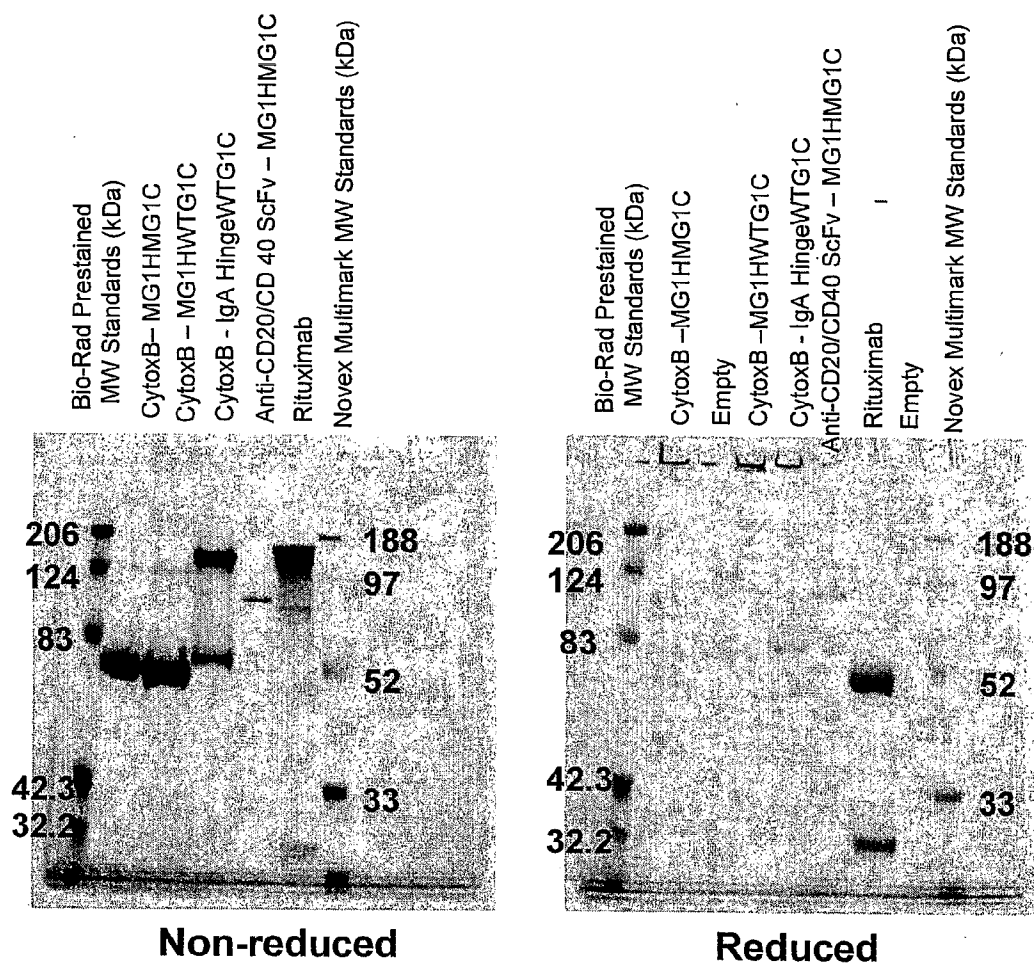 Bio-Rad Prestained
MW Standards (kDa)
CytoxB– MG1HMG1C
CytoxB – MG1HWTG1C
CytoxB - IgA HingeWTG1C
Anti-CD20/CD 40 ScFv – MG1HMG1C
Rituximab
Novex Multimark MW Standards (kDa)
206
124
83
42.3
32.2
188
97
52
33
Non-reduced
Bio-Rad Prestained
MW Standards (kDa)
CytoxB –MG1HMG1C
Empty
CytoxB –MG1HWTG1C
CytoxB - IgA HingeWTG1C
Anti-CD20/CD40 ScFv – MG1HMG1C
Rituximab
Empty
Novex Multimark MW Standards (kDa)
206
124
83
42.3
32.2
188
97
52
33
Reduced